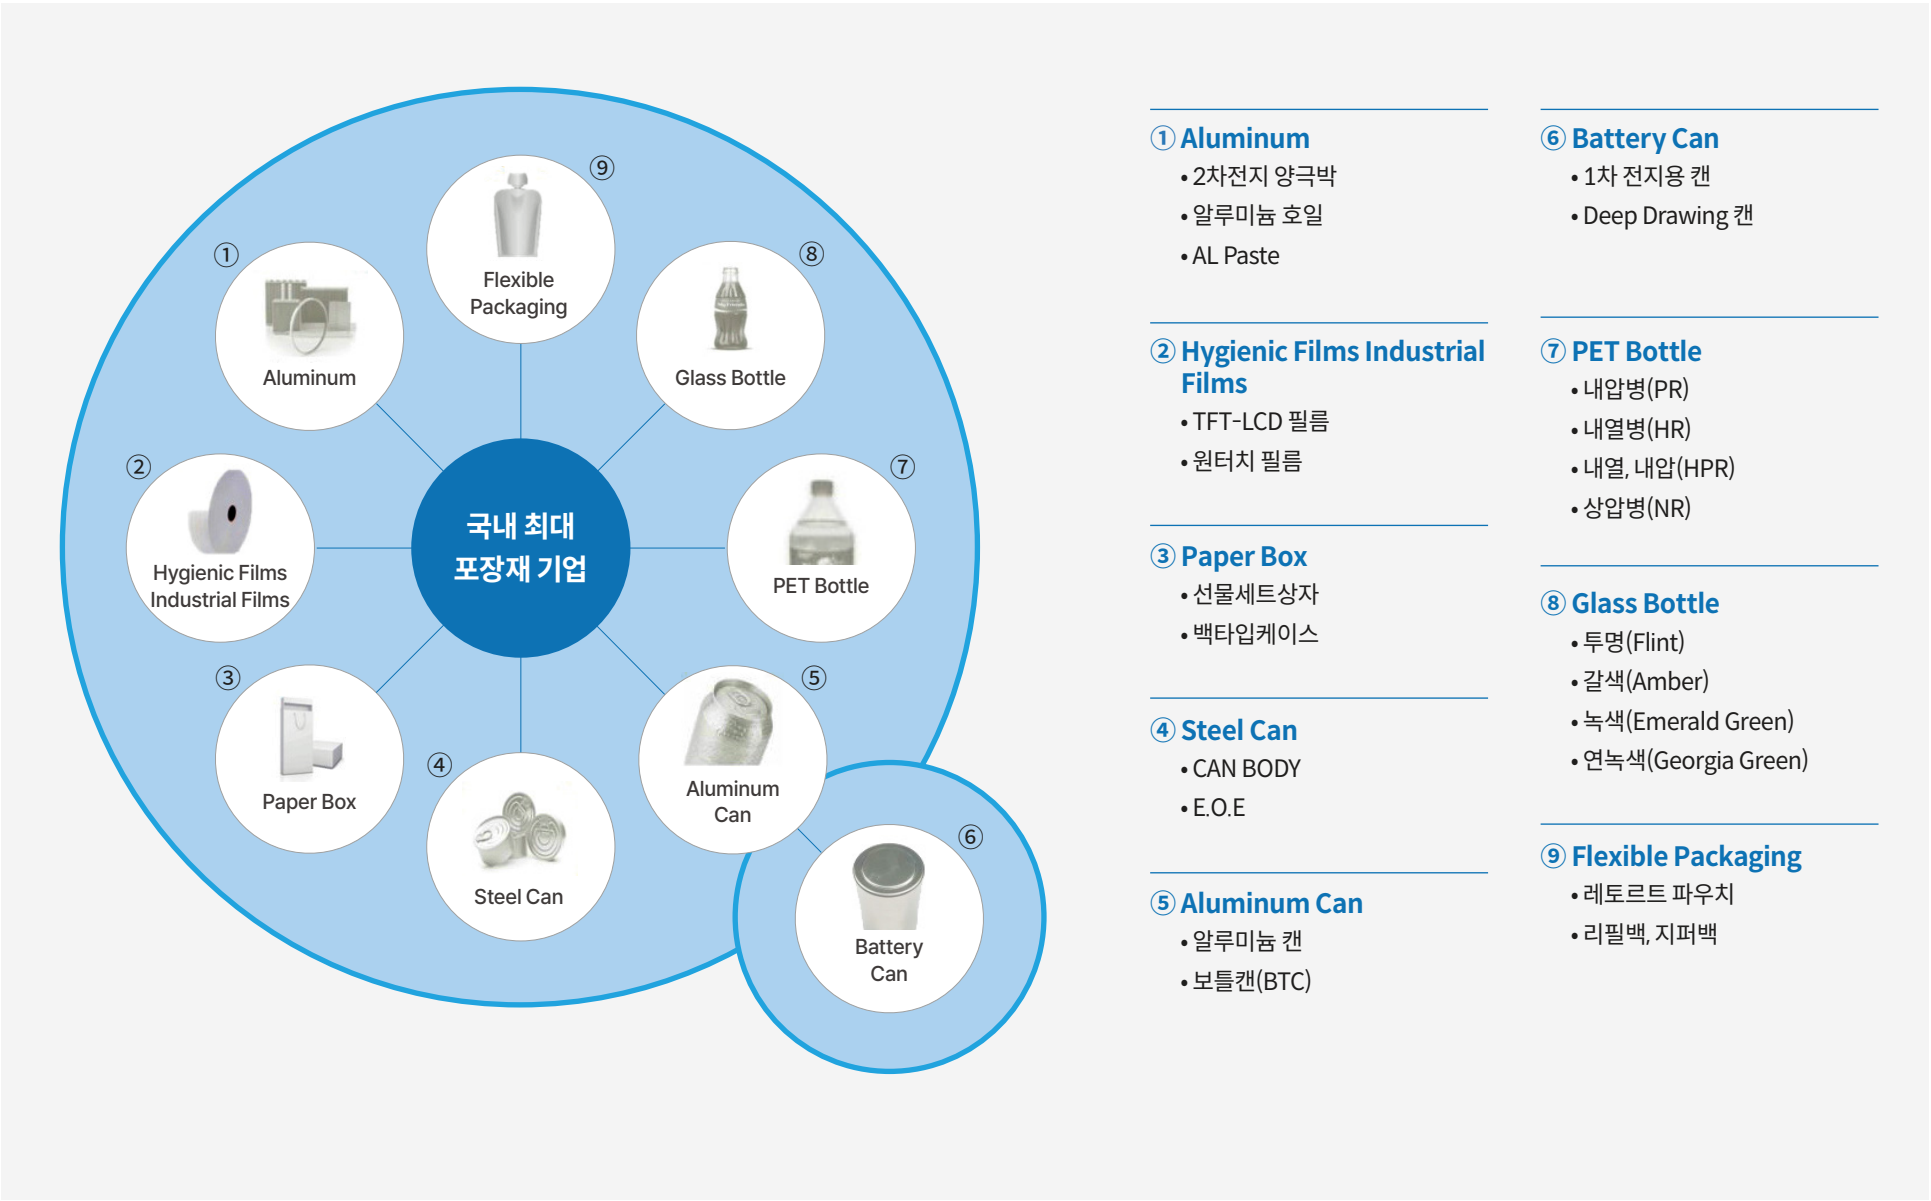 ⑨
Flexible
Packaging
①
Aluminum
⑧
Glass Bottle
②
Hygienic Films
Industrial Films
국내 최대
포장재 기업
⑦
PET Bottle
③
Paper Box
④
Steel Can
⑤
Aluminum
Can
⑥
Battery
Can
① Aluminum
• 2차전지 양극박
• 알루미늄 호일
• AL Paste
② Hygienic Films Industrial
Films
• TFT-LCD 필름
• 원터치 필름
③ Paper Box
• 선물세트상자
• 백타입케이스
④ Steel Can
• CAN BODY
• E.O.E
⑤ Aluminum Can
• 알루미늄 캔
• 보틀캔(BTC)
⑥ Battery Can
• 1차 전지용 캔
• Deep Drawing 캔
⑦ PET Bottle
• 내압병(PR)
• 내열병(HR)
• 내열, 내압(HPR)
• 상압병(NR)
⑧ Glass Bottle
• 투명(Flint)
• 갈색(Amber)
• 녹색(Emerald Green)
• 연녹색(Georgia Green)
⑨ Flexible Packaging
• 레토르트 파우치
• 리필백, 지퍼백